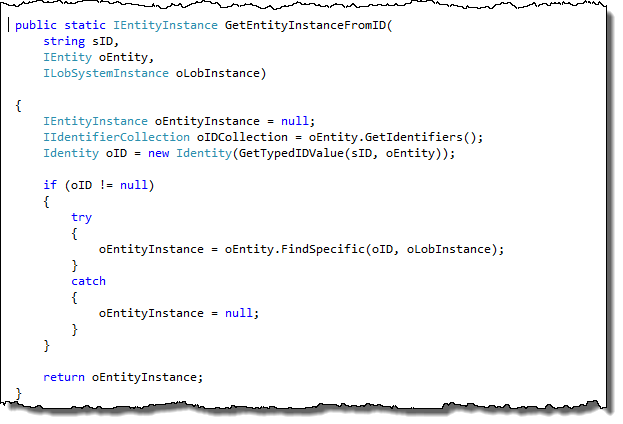 public static IEntityInstance GetEntityInstanceFromID(
    string sID,
    IEntity oEntity,
    ILobSystemInstance oLobInstance)
{
    IEntityInstance oEntityInstance = null;
    IIdentifierCollection oIDCollection = oEntity.GetIdentifiers();
    Identity oID = new Identity(GetTypedIDValue(sID, oEntity));
    if (oID != null)
    {
        try
        {
            oEntityInstance = oEntity.FindSpecific(oID, oLobInstance);
        }
        catch
        {
            oEntityInstance = null;
        }
    }
    return oEntityInstance;
}